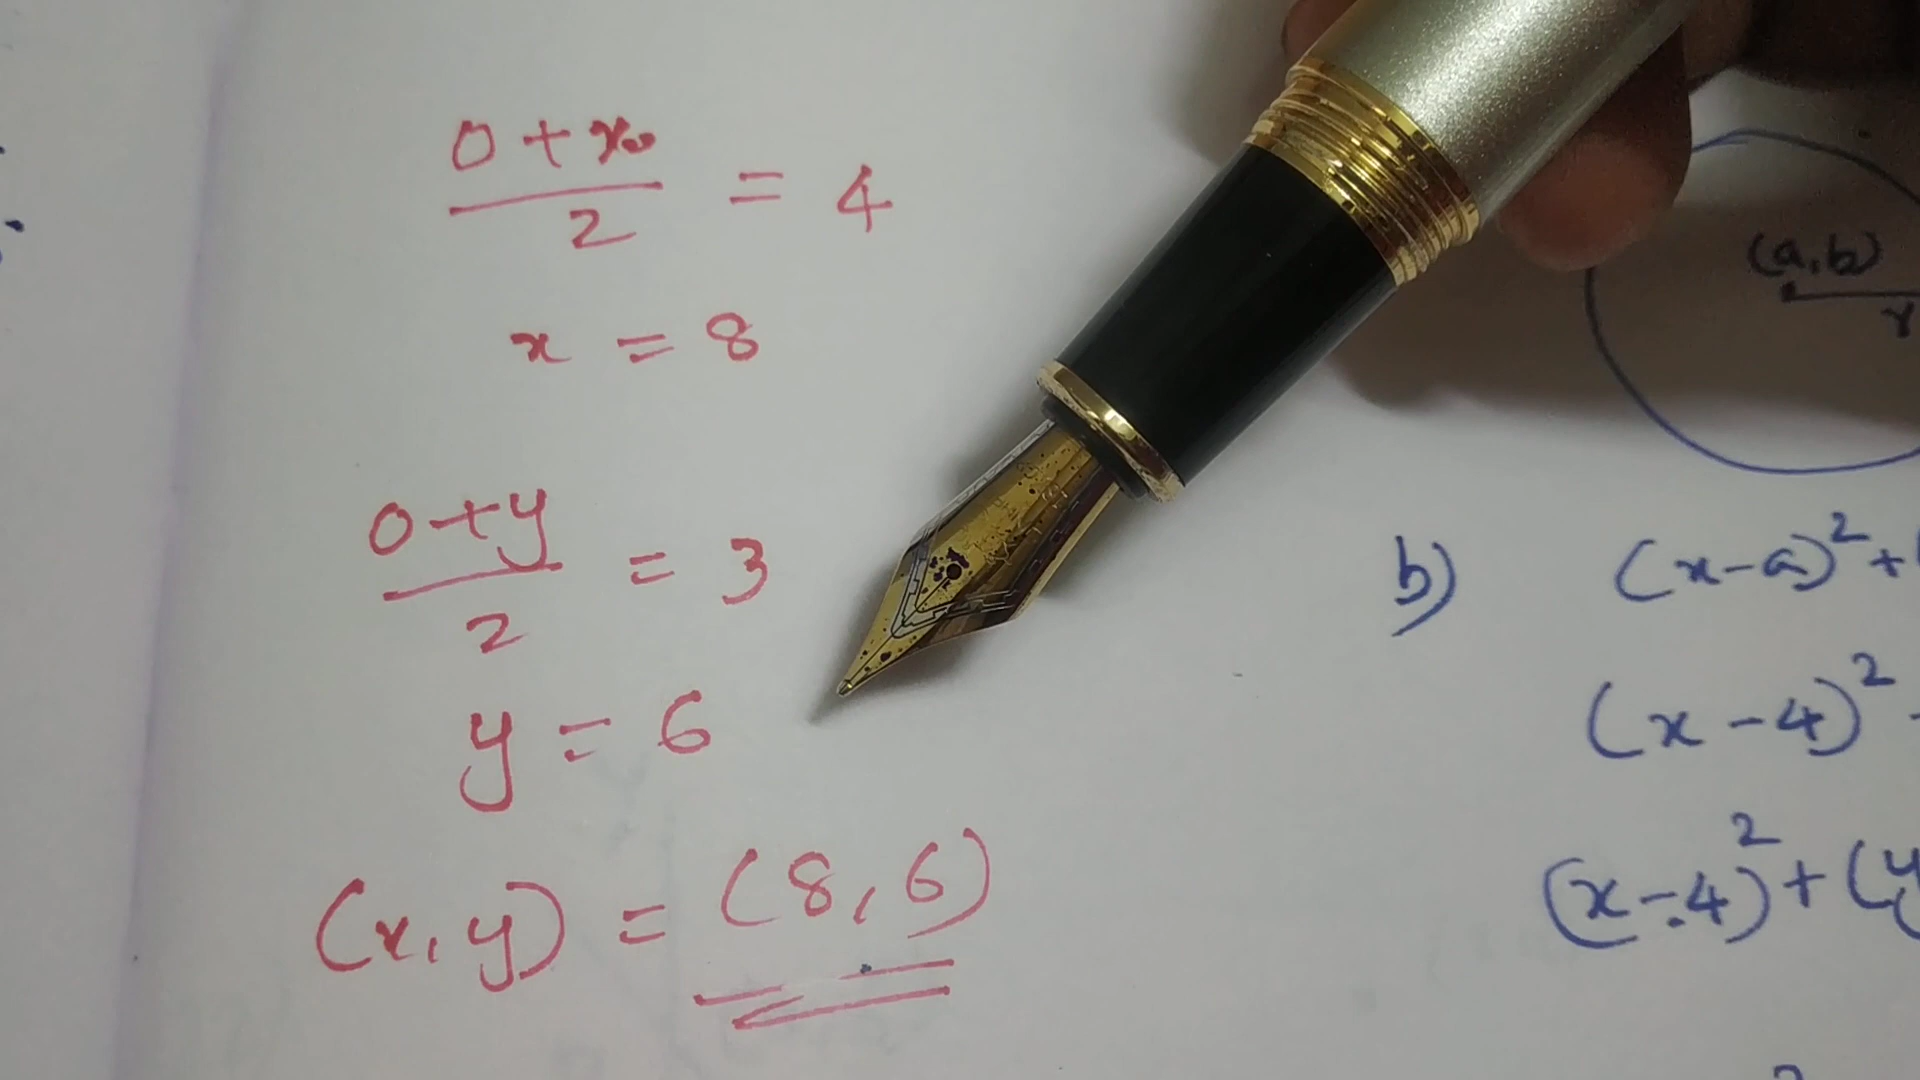 0 + x
2
= 4
x = 8
0 + y
2
= 3
y = 6
(x, y) = (8, 6)
(a, b)
r
b) (x - a)² +
(x - 4)²
(x - 4)² + (y